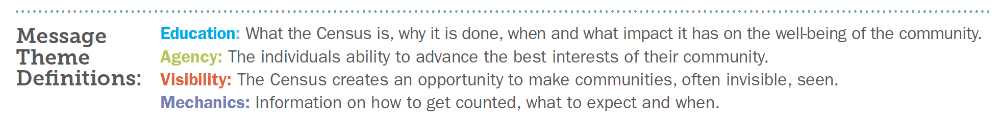 Message
Theme
Definitions:
Education: What the Census is, why it is done, when and what impact it has on the well-being of the community.
Agency: The individuals ability to advance the best interests of their community.
Visibility: The Census creates an opportunity to make communities, often invisible, seen.
Mechanics: Information on how to get counted, what to expect and when.